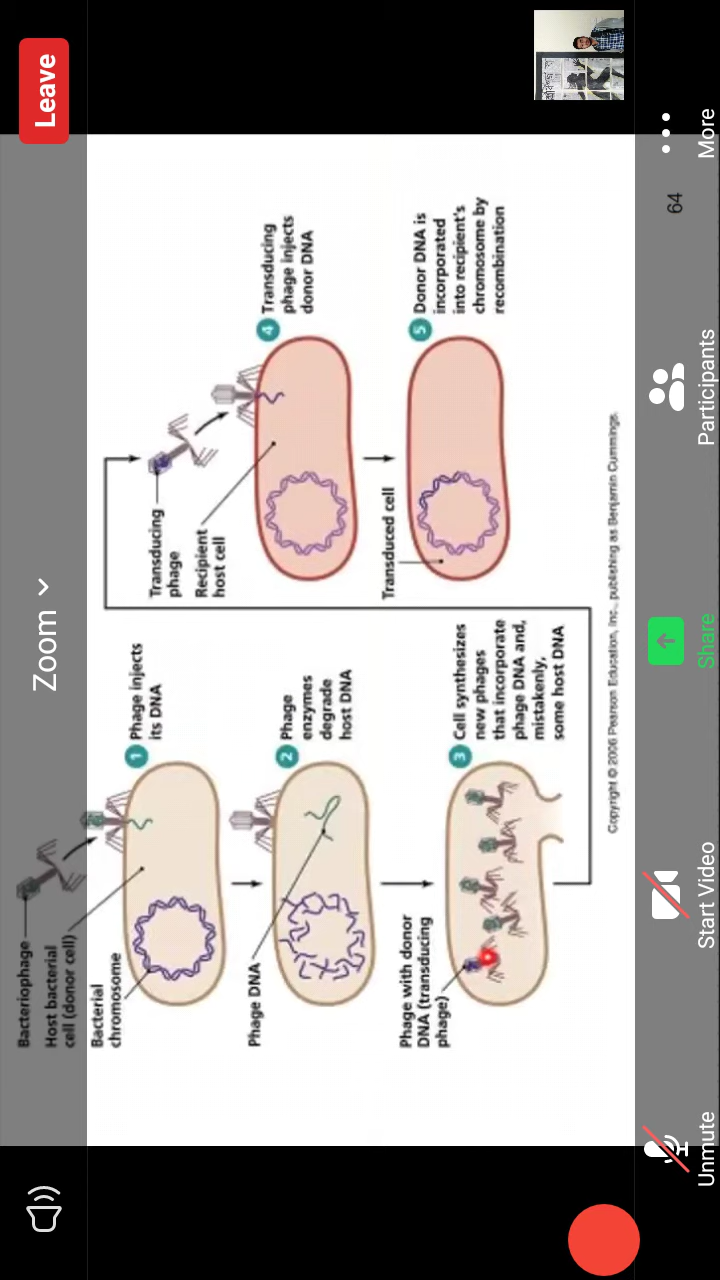 Zoom
Leave
Bacteriophage
Host bacterial
cell (donor cell)
Bacterial
chromosome
1 Phage injects
its DNA
Phage DNA
2 Phage
enzymes
degrade
host DNA
Phage with donor
DNA (transducing
phage)
3 Cell synthesizes
new phages
that incorporate
phage DNA and,
mistakenly,
some host DNA
Transducing
phage
Recipient
host cell
4 Transducing
phage injects
donor DNA
Transduced cell
5 Donor DNA is
incorporated
into recipient's
chromosome by
recombination
Copyright © 2006 Pearson Education, Inc., publishing as Benjamin Cummings.
Unmute
Start Video
Share
64
Participants
More